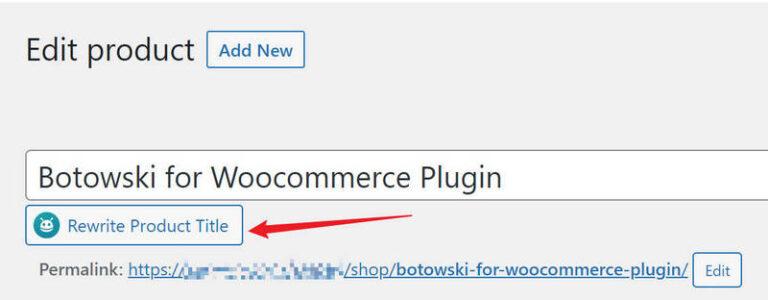 Edit product Add New
Botowski for Woocommerce Plugin
Rewrite Product Title
Permalink: https:// /shop/botowski-for-woocommerce-plugin/ Edit